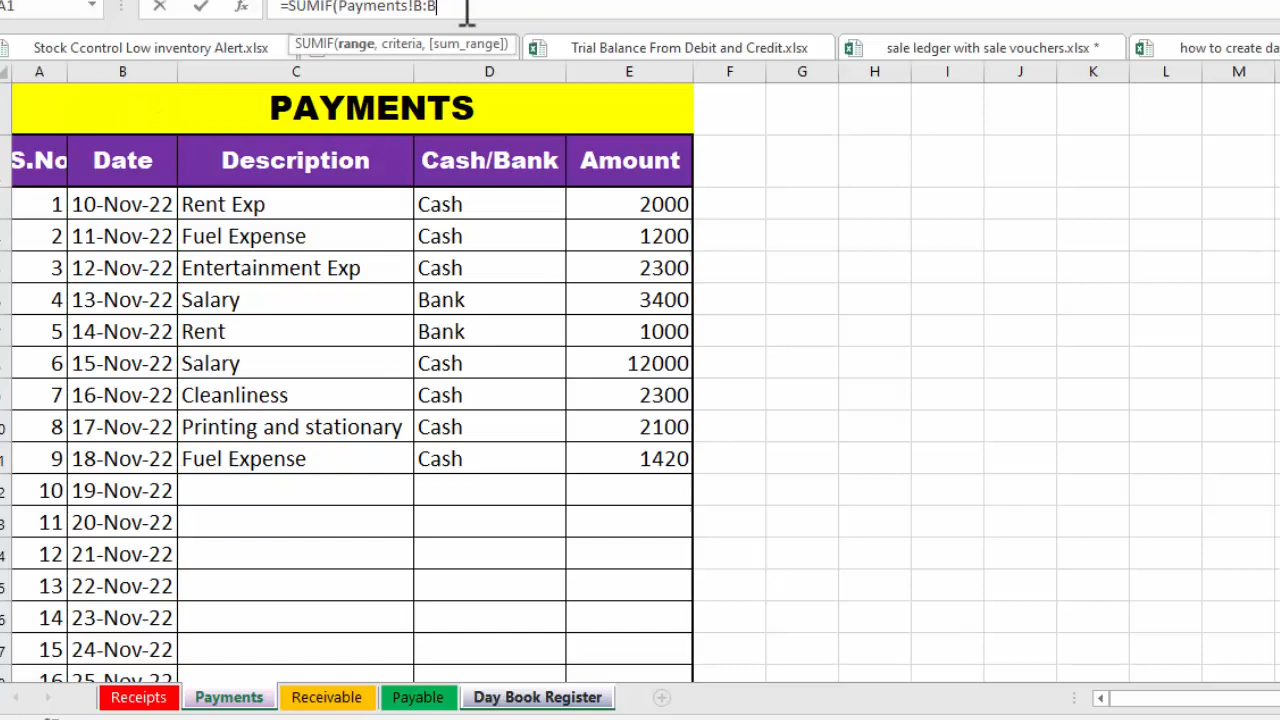 A1 =SUMIF(Payments!B:B
SUMIF(range, criteria, [sum_range])
Stock Ccontrol Low inventory Alert.xlsx Trial Balance From Debit and Credit.xlsx sale ledger with sale vouchers.xlsx * how to create da
A B C D E F G H I J K L M
PAYMENTS
S.No Date Description Cash/Bank Amount
1 10-Nov-22 Rent Exp Cash 2000
2 11-Nov-22 Fuel Expense Cash 1200
3 12-Nov-22 Entertainment Exp Cash 2300
4 13-Nov-22 Salary Bank 3400
5 14-Nov-22 Rent Bank 1000
6 15-Nov-22 Salary Cash 12000
7 16-Nov-22 Cleanliness Cash 2300
8 17-Nov-22 Printing and stationary Cash 2100
9 18-Nov-22 Fuel Expense Cash 1420
10 19-Nov-22
11 20-Nov-22
12 21-Nov-22
13 22-Nov-22
14 23-Nov-22
15 24-Nov-22
16 25-Nov-22
Receipts Payments Receivable Payable Day Book Register